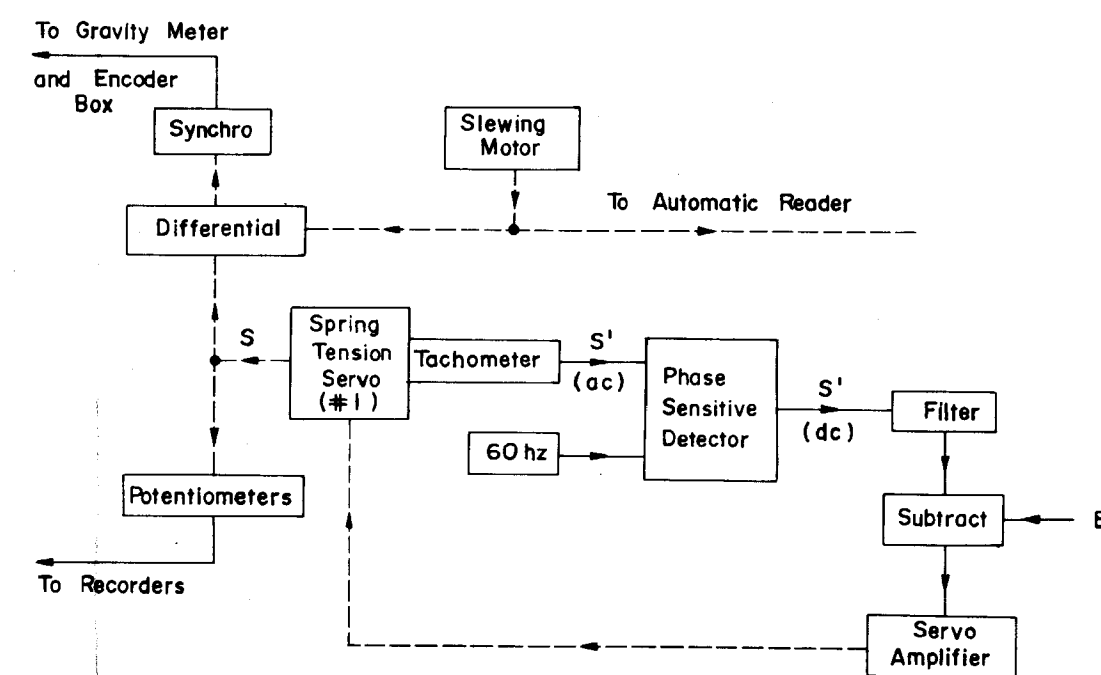 To Gravity Meter
and Encoder
Box
Synchro
Slewing
Motor
To Automatic Reader
Differential
S
Spring
Tension
Servo
(#1)
Tachometer
S'
(ac)
Phase
Sensitive
Detector
S'
(dc)
Filter
60 hz
Potentiometers
Subtract
To Recorders
Servo
Amplifier